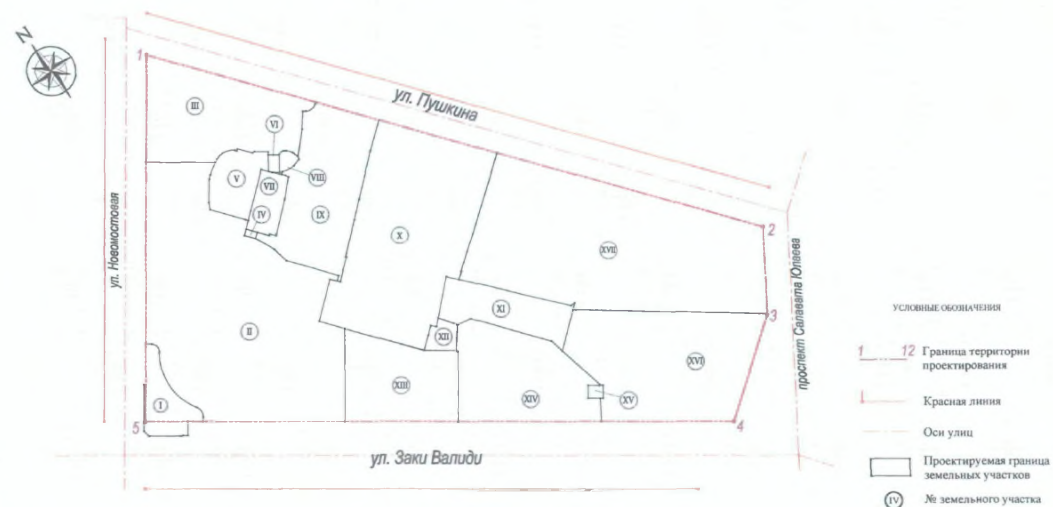 N
1
ул. Пушкина
III
VI
V
VII
VIII
IV
IX
X
2
XVII
ул. Новомостовая
проспект Салавата Юлаева
XI
3
II
XII
XVI
XIII
XIV
XV
I
5
4
ул. Заки Валиди
УСЛОВНЫЕ ОБОЗНАЧЕНИЯ
1 12 Граница территории
проектирования
Красная линия
Оси улиц
Проектируемая граница
земельных участков
IV № земельного участка